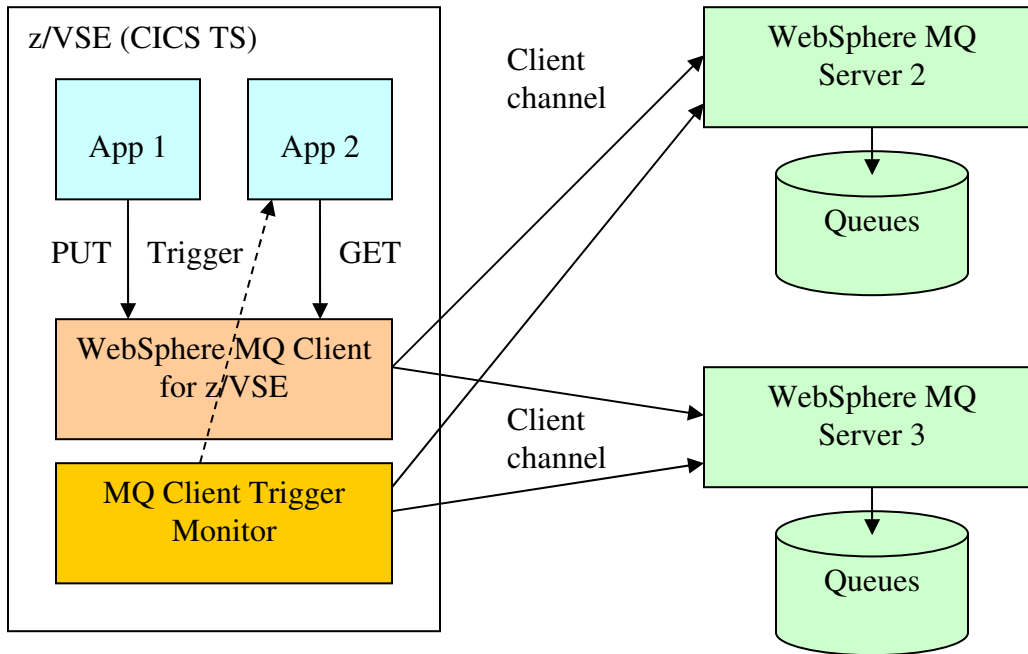 z/VSE (CICS TS)
App 1
App 2
PUT
Trigger
GET
WebSphere MQ Client
for z/VSE
MQ Client Trigger
Monitor
Client
channel
Client
channel
WebSphere MQ
Server 2
Queues
WebSphere MQ
Server 3
Queues